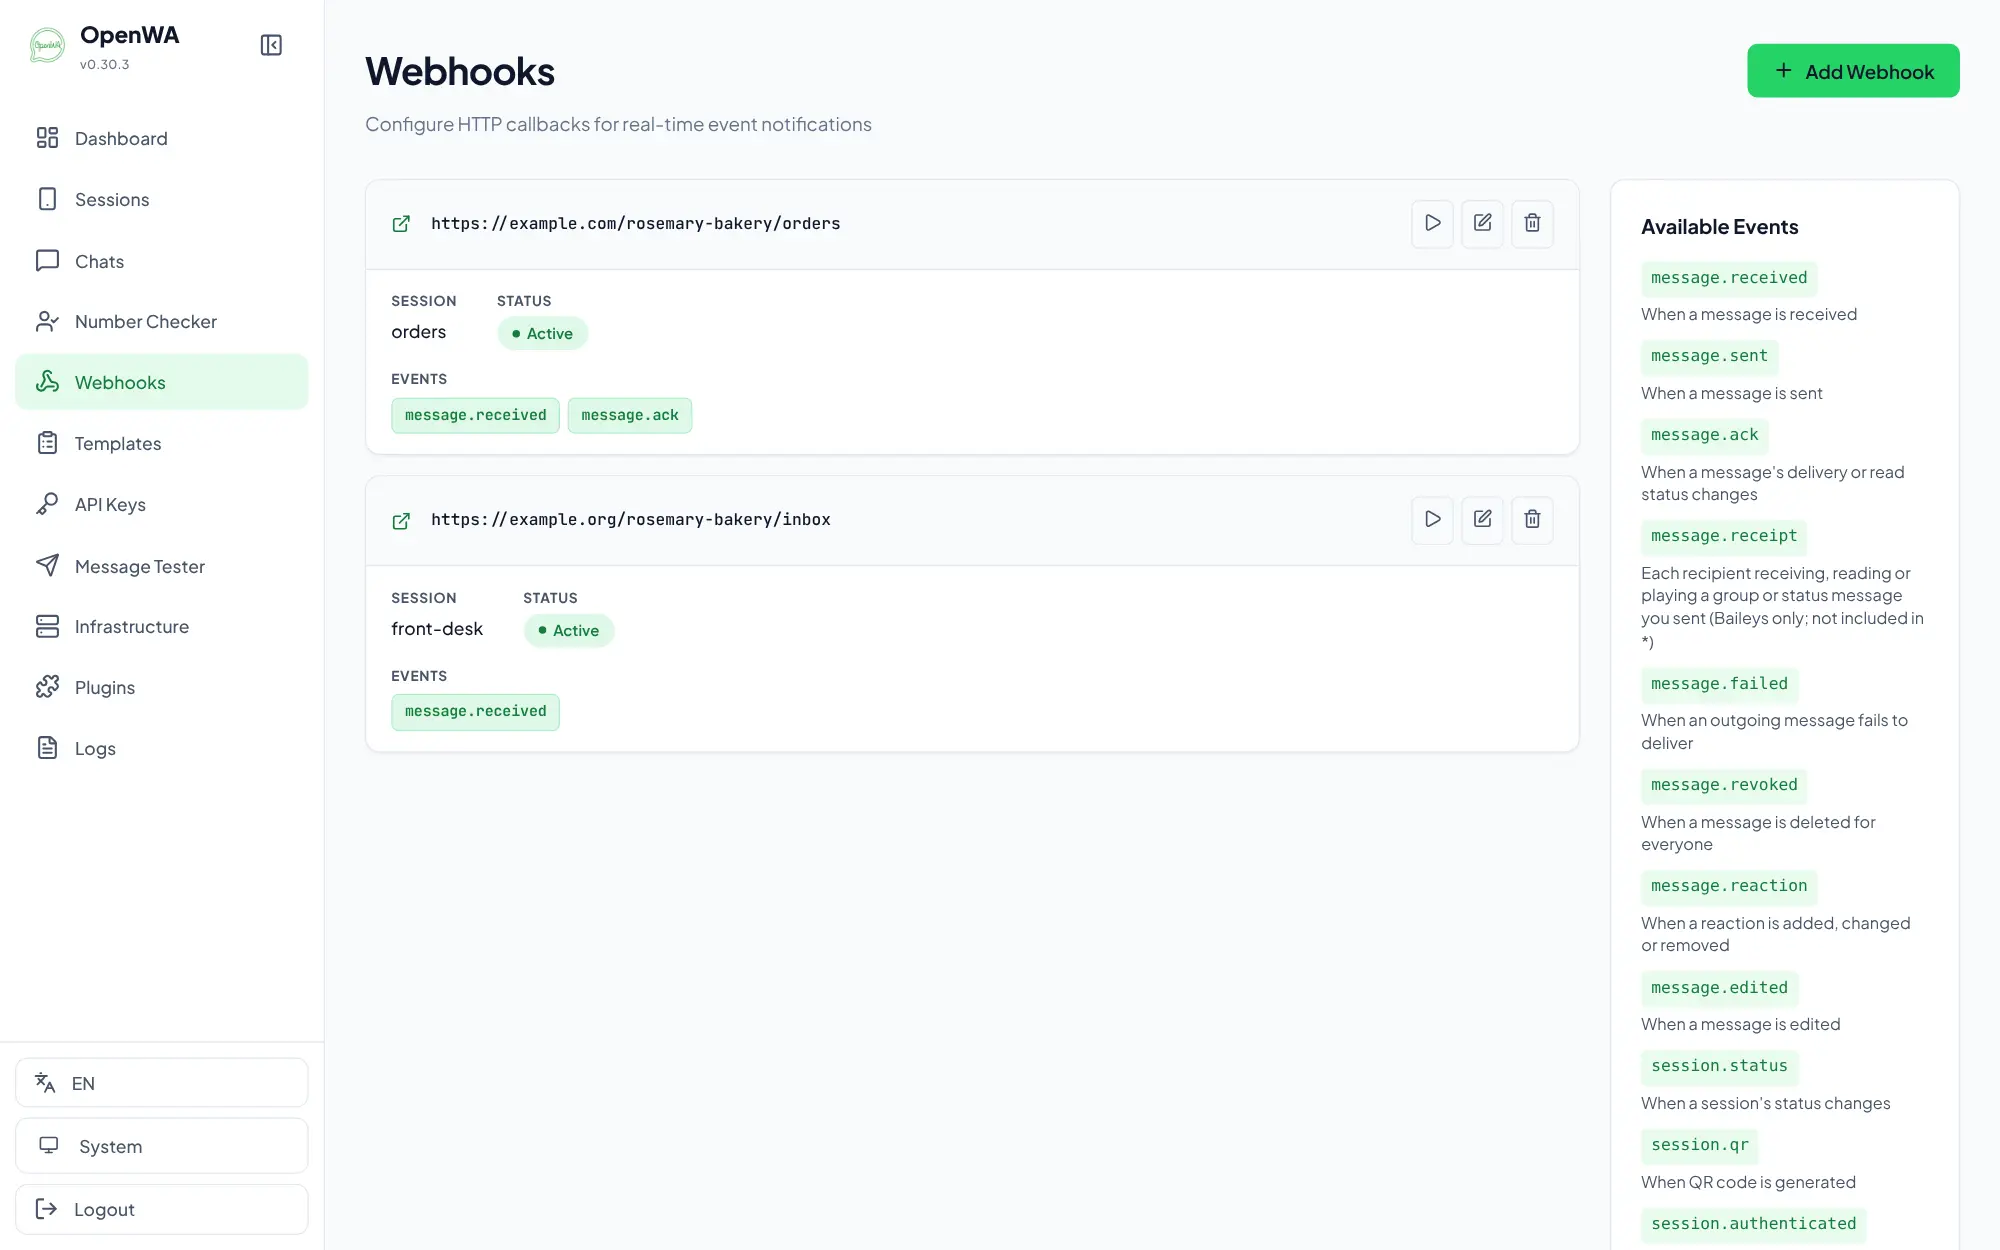 OpenWA
v0.30.3
Dashboard
Sessions
Chats
Number Checker
Webhooks
Templates
API Keys
Message Tester
Infrastructure
Plugins
Logs
EN
System
Logout
Webhooks
Configure HTTP callbacks for real-time event notifications
Add Webhook
https://example.com/rosemary-bakery/orders
SESSION
STATUS
orders
Active
EVENTS
message.received
message.ack
https://example.org/rosemary-bakery/inbox
SESSION
STATUS
front-desk
Active
EVENTS
message.received
Available Events
message.received
When a message is received
message.sent
When a message is sent
message.ack
When a message's delivery or read
status changes
message.receipt
Each recipient receiving, reading or
playing a group or status message
you sent (Baileys only; not included in
*)
message.failed
When an outgoing message fails to
deliver
message.revoked
When a message is deleted for
everyone
message.reaction
When a reaction is added, changed
or removed
message.edited
When a message is edited
session.status
When a session's status changes
session.qr
When QR code is generated
session.authenticated